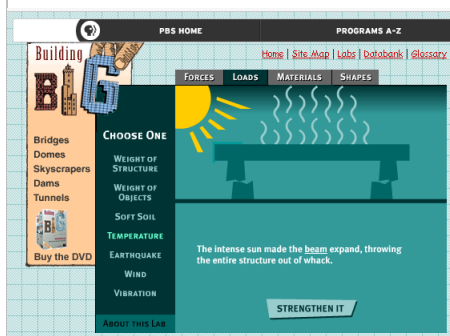 PBS HOME PROGRAMS A-Z
Building
BIG
Home | Site Map | Labs | Databank | Glossary
FORCES LOADS MATERIALS SHAPES
Bridges
Domes
Skyscrapers
Dams
Tunnels
Building
BIG
Buy the DVD
CHOOSE ONE
WEIGHT OF
STRUCTURE
WEIGHT OF
OBJECTS
SOFT SOIL
TEMPERATURE
EARTHQUAKE
WIND
VIBRATION
ABOUT THIS LAB
The intense sun made the beam expand, throwing
the entire structure out of whack.
STRENGTHEN IT